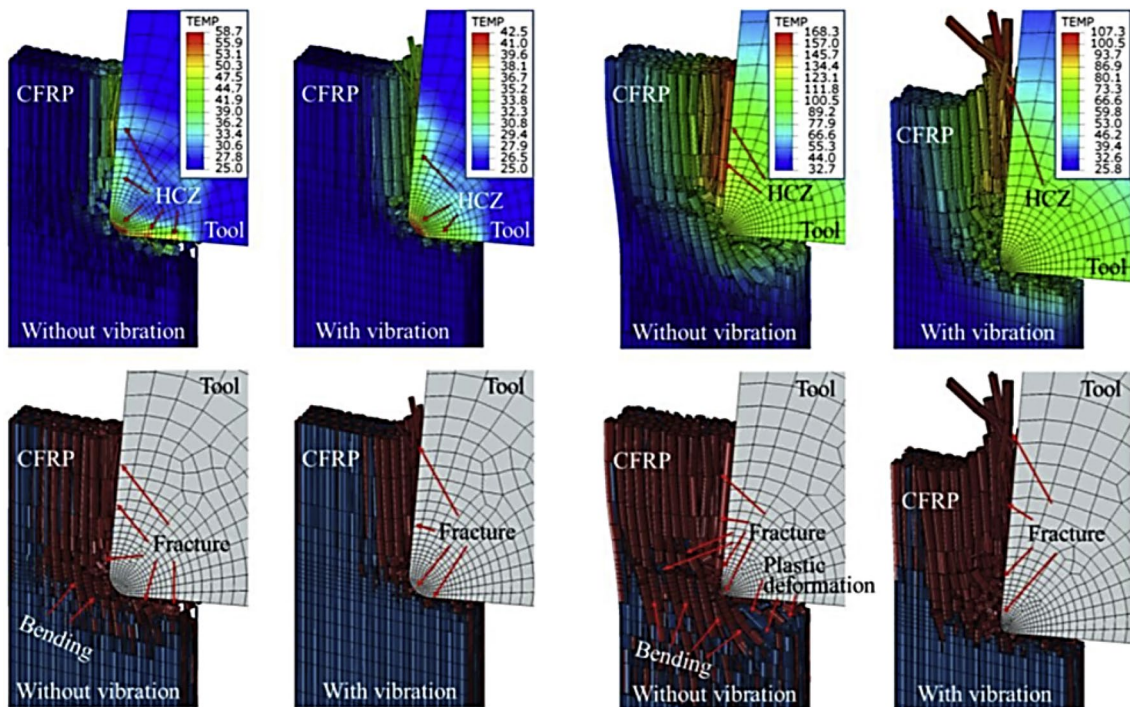 TEMP
58.7
55.9
53.1
50.3
47.5
44.7
41.9
39.0
36.2
33.4
30.6
27.8
25.0
CFRP
HCZ
Tool
Without vibration
TEMP
42.5
41.0
39.6
38.1
36.7
35.2
33.8
32.3
30.8
29.4
27.9
26.5
25.0
CFRP
HCZ
Tool
With vibration
TEMP
168.3
157.0
145.7
134.4
123.1
111.8
100.5
89.2
77.9
66.6
55.3
44.0
32.7
CFRP
HCZ
Tool
Without vibration
TEMP
107.3
100.5
93.7
86.9
80.1
73.3
66.6
59.8
53.0
46.2
39.4
32.6
25.8
CFRP
HCZ
Tool
With vibration
Tool
CFRP
Fracture
Bending
Without vibration
Tool
CFRP
Fracture
With vibration
Tool
CFRP
Fracture
Plastic
deformation
Bending
Without vibration
Tool
CFRP
Fracture
With vibration